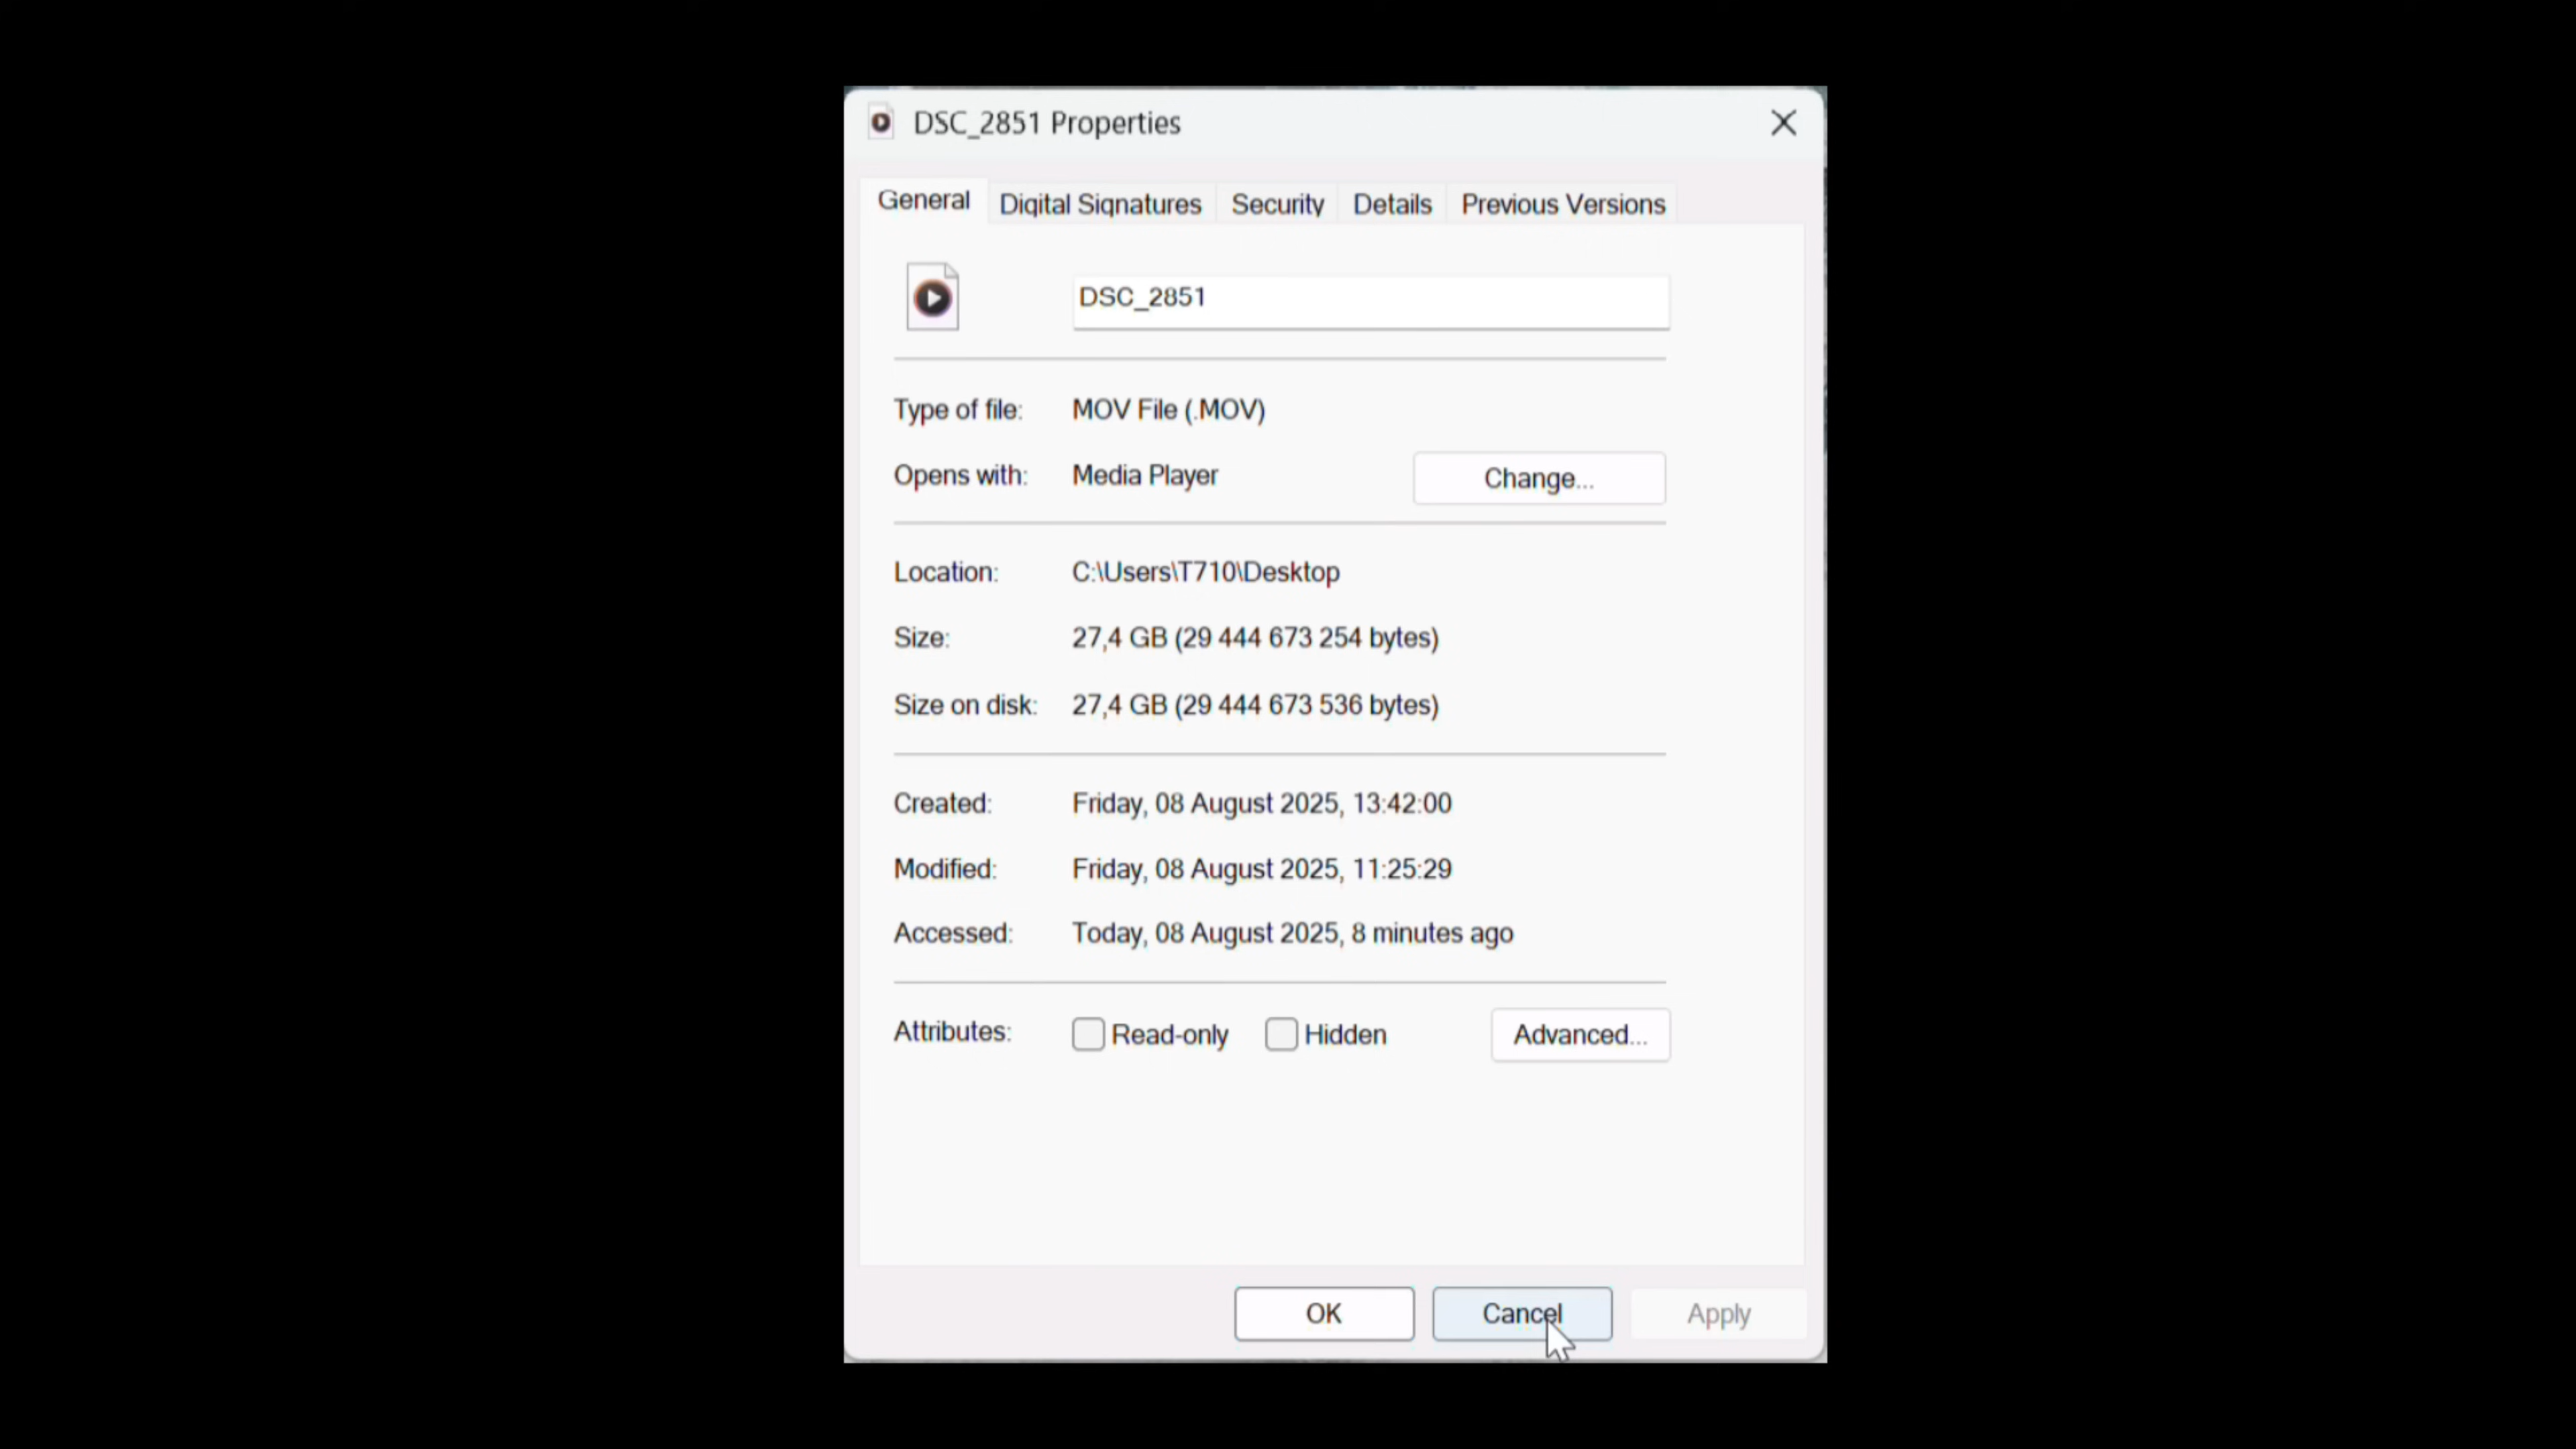 DSC_2851 Properties
General Digital Signatures Security Details Previous Versions
DSC_2851
Type of file: MOV File (.MOV)
Opens with: Media Player Change...
Location: C:\Users\T710\Desktop
Size: 27,4 GB (29 444 673 254 bytes)
Size on disk: 27,4 GB (29 444 673 536 bytes)
Created: Friday, 08 August 2025, 13:42:00
Modified: Friday, 08 August 2025, 11:25:29
Accessed: Today, 08 August 2025, 8 minutes ago
Attributes: Read-only Hidden Advanced...
OK Cancel Apply